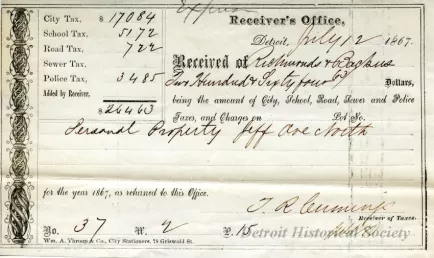 Receiver's Office,
Detroit, July 12 1867.
City Tax, $ 170 84
School Tax, 51 72
Road Tax, 7 22
Sewer Tax,
Police Tax, 34 85
Added by Receiver.
$ 264 63
Received of Richmonds & Backus
Two Hundred & Sixty four 63 Dollars,
being the amount of City, School, Road, Sewer and Police
Taxes, and Charges on Lot No.
Personal Property Jeff Ave North
for the year 1867, as returned to this Office.
Receiver of Taxes.
No. 37 W. 2 P. 15
Wm. A. Throop & Co., City Stationers, 78 Griswold St.
Detroit Historical Society